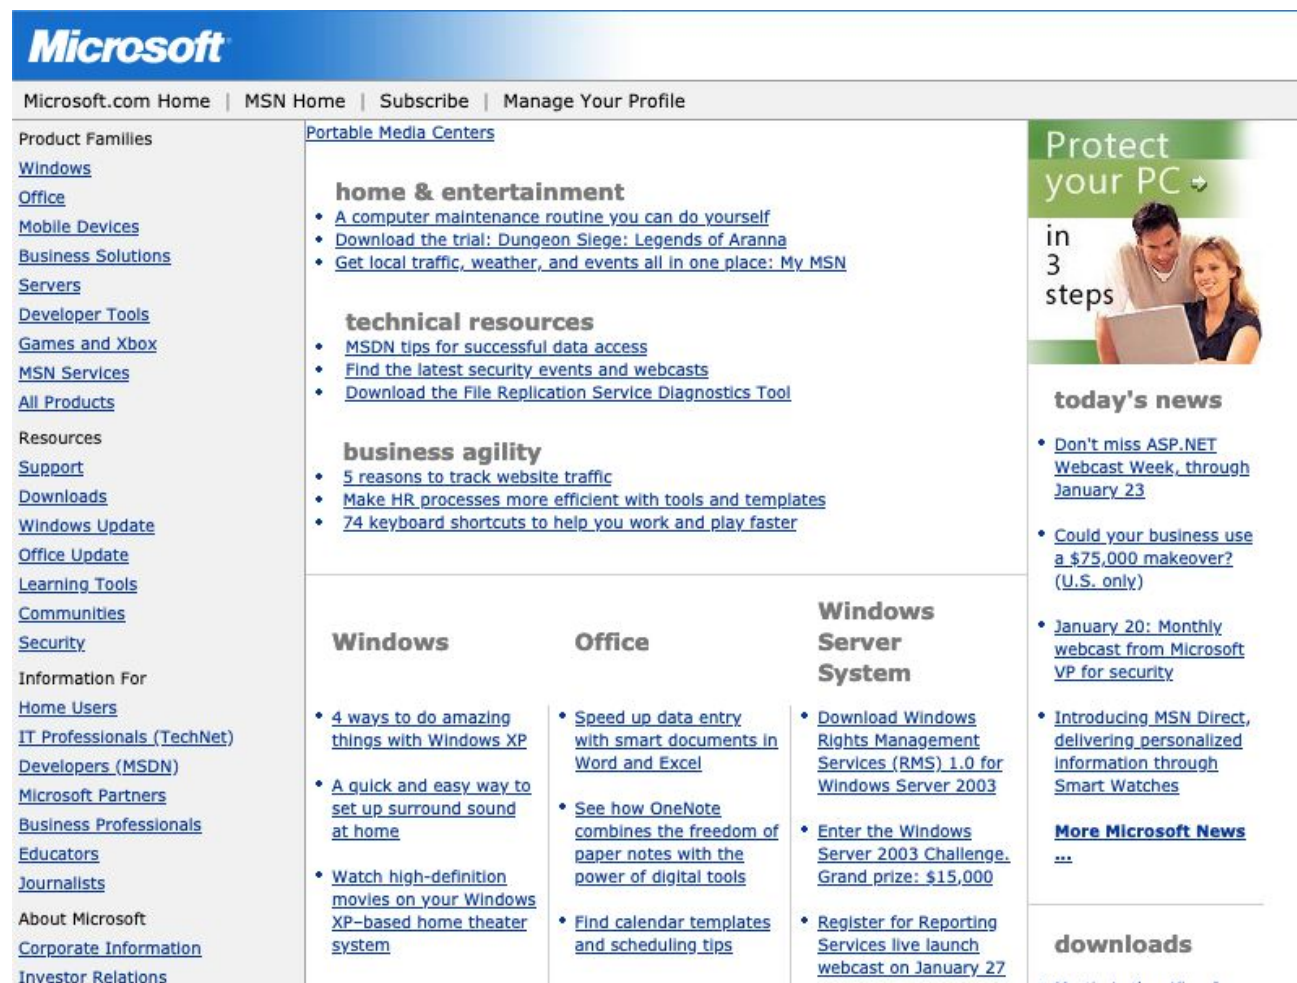 Microsoft
Microsoft.com Home | MSN Home | Subscribe | Manage Your Profile
Product Families
Windows
Office
Mobile Devices
Business Solutions
Servers
Developer Tools
Games and Xbox
MSN Services
All Products
Resources
Support
Downloads
Windows Update
Office Update
Learning Tools
Communities
Security
Information For
Home Users
IT Professionals (TechNet)
Developers (MSDN)
Microsoft Partners
Business Professionals
Educators
Journalists
About Microsoft
Corporate Information
Investor Relations
Portable Media Centers
home & entertainment
• A computer maintenance routine you can do yourself
• Download the trial: Dungeon Siege: Legends of Aranna
• Get local traffic, weather, and events all in one place: My MSN
technical resources
• MSDN tips for successful data access
• Find the latest security events and webcasts
• Download the File Replication Service Diagnostics Tool
business agility
• 5 reasons to track website traffic
• Make HR processes more efficient with tools and templates
• 74 keyboard shortcuts to help you work and play faster
Windows
• 4 ways to do amazing
things with Windows XP
• A quick and easy way to
set up surround sound
at home
• Watch high-definition
movies on your Windows
XP–based home theater
system
Office
• Speed up data entry
with smart documents in
Word and Excel
• See how OneNote
combines the freedom of
paper notes with the
power of digital tools
• Find calendar templates
and scheduling tips
Windows
Server
System
• Download Windows
Rights Management
Services (RMS) 1.0 for
Windows Server 2003
• Enter the Windows
Server 2003 Challenge.
Grand prize: $15,000
• Register for Reporting
Services live launch
webcast on January 27
Protect
your PC
in
3
steps
today's news
• Don't miss ASP.NET
Webcast Week, through
January 23
• Could your business use
a $75,000 makeover?
(U.S. only)
• January 20: Monthly
webcast from Microsoft
VP for security
• Introducing MSN Direct,
delivering personalized
information through
Smart Watches
More Microsoft News
...
downloads